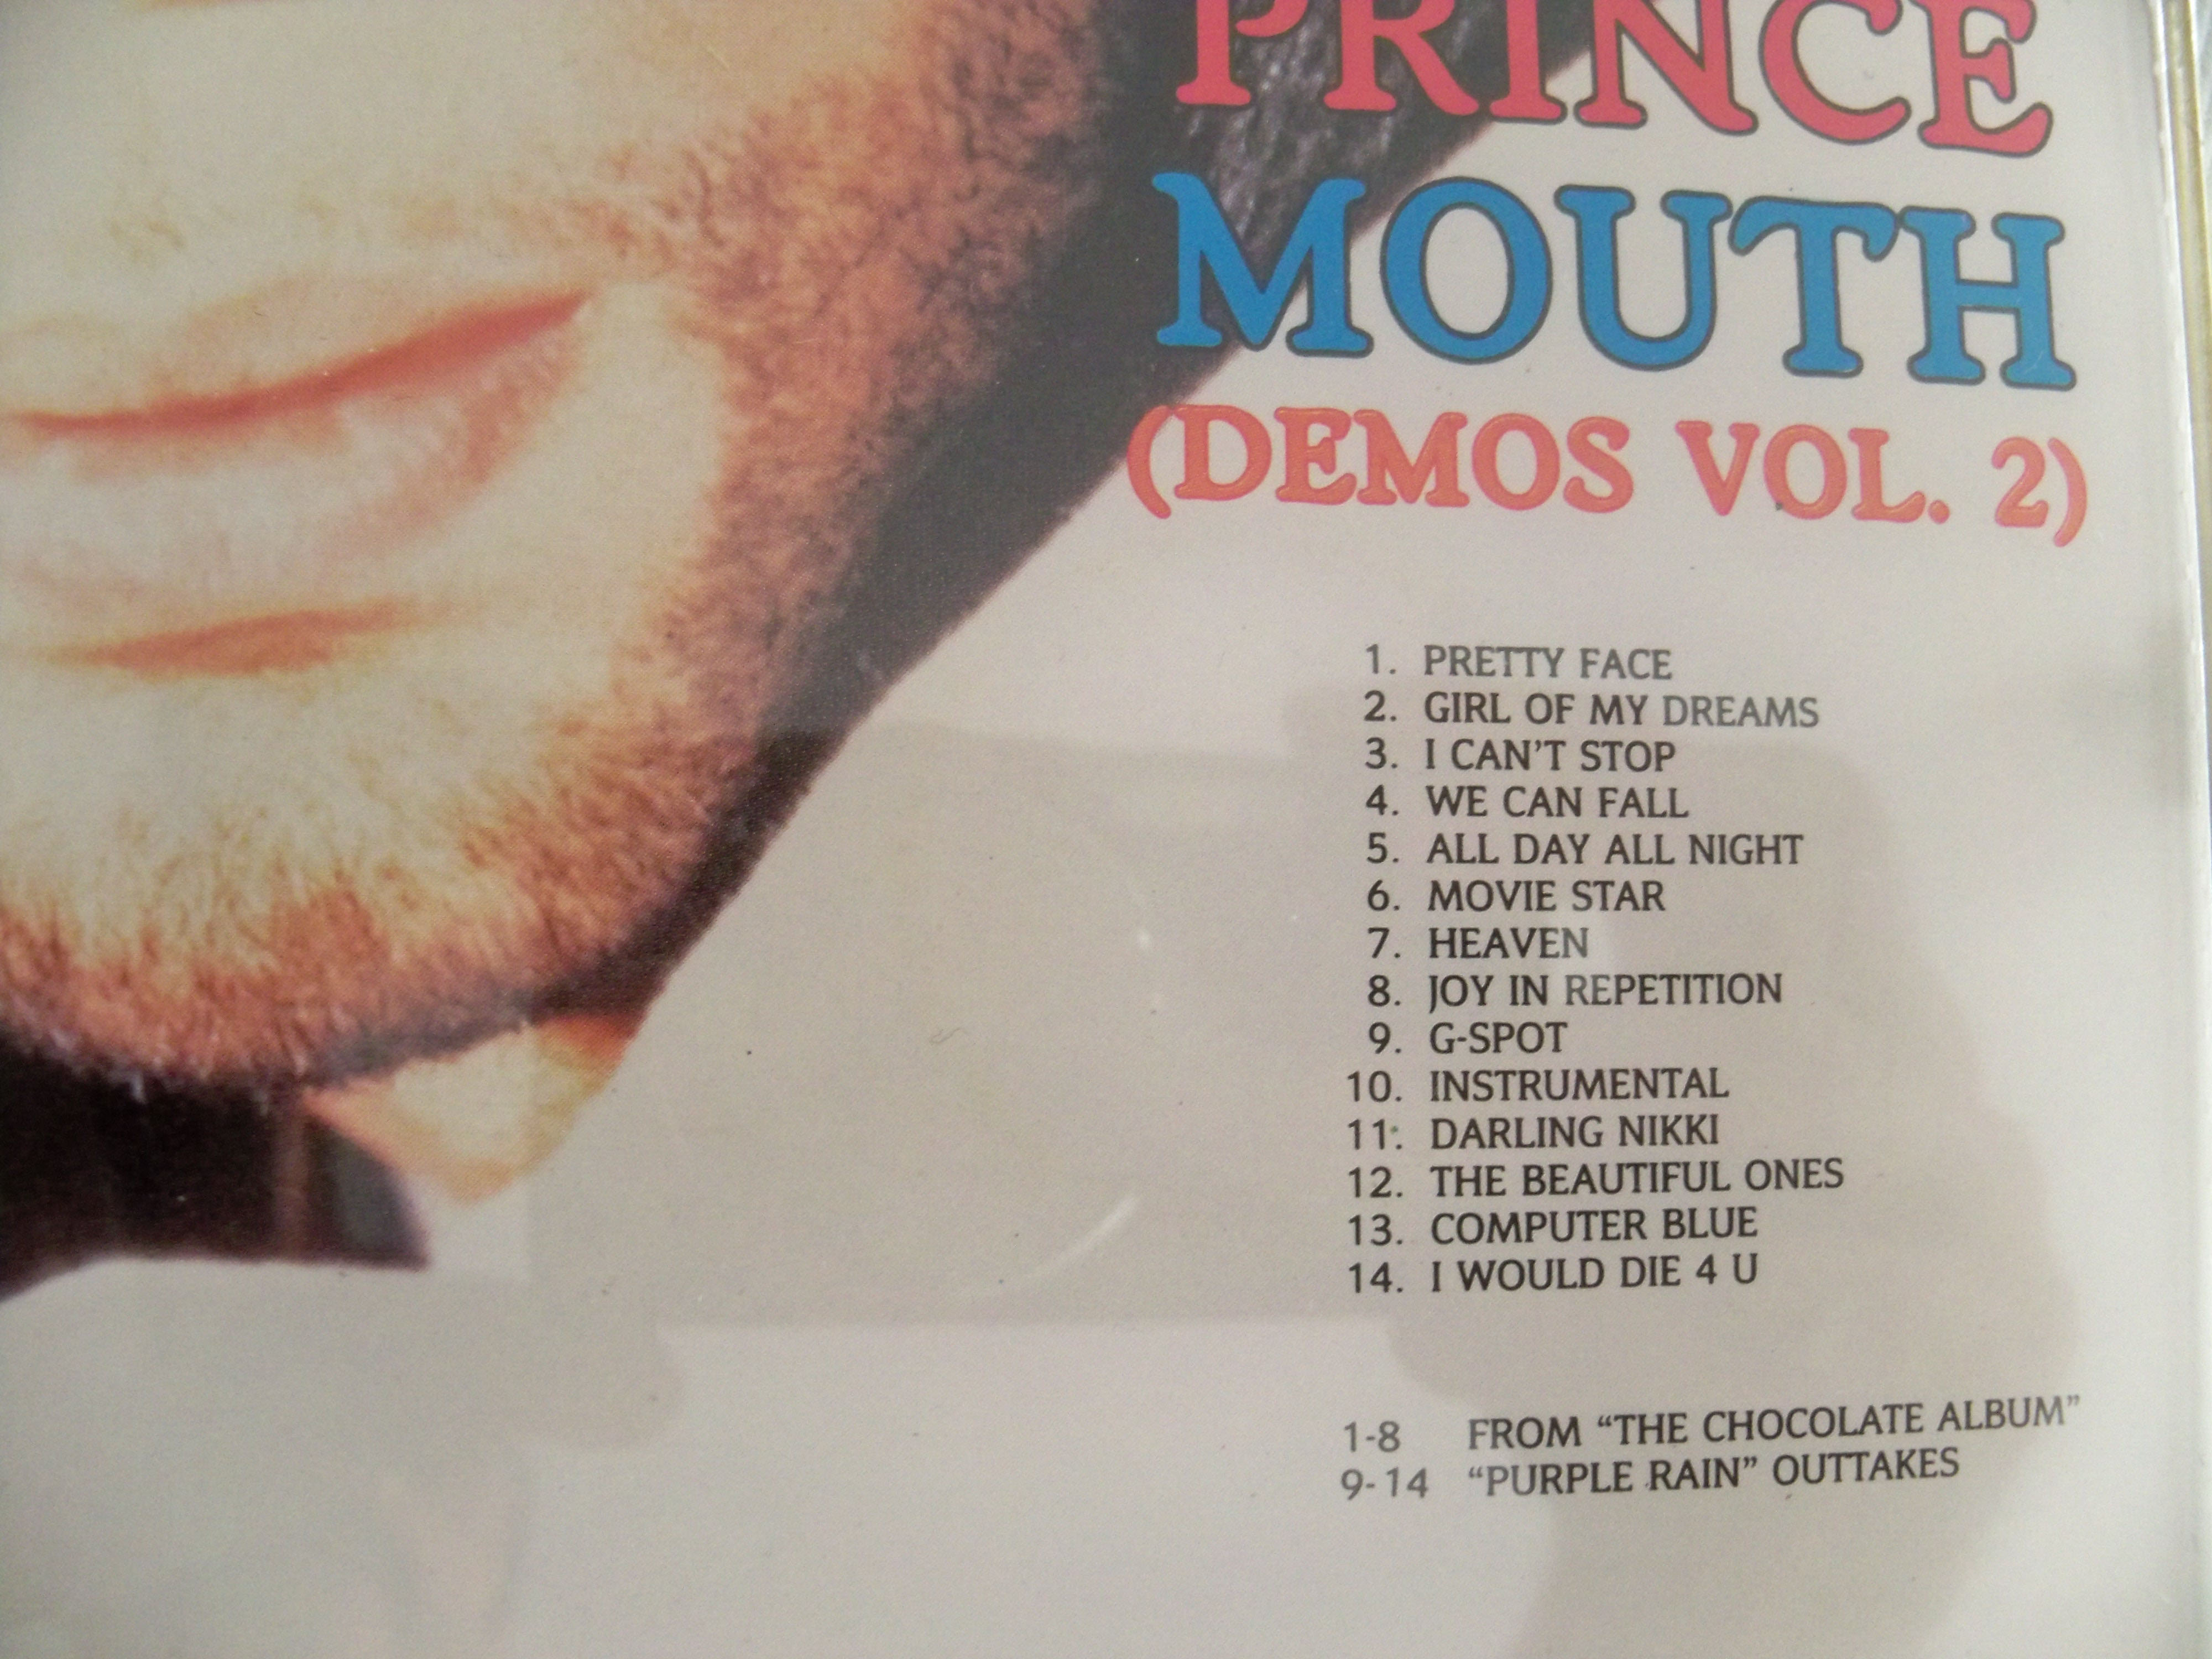 PRINCE
MOUTH
(DEMOS VOL. 2)
1. PRETTY FACE
2. GIRL OF MY DREAMS
3. I CAN'T STOP
4. WE CAN FALL
5. ALL DAY ALL NIGHT
6. MOVIE STAR
7. HEAVEN
8. JOY IN REPETITION
9. G-SPOT
10. INSTRUMENTAL
11. DARLING NIKKI
12. THE BEAUTIFUL ONES
13. COMPUTER BLUE
14. I WOULD DIE 4 U
1-8 FROM “THE CHOCOLATE ALBUM”
9-14 “PURPLE RAIN” OUTTAKES